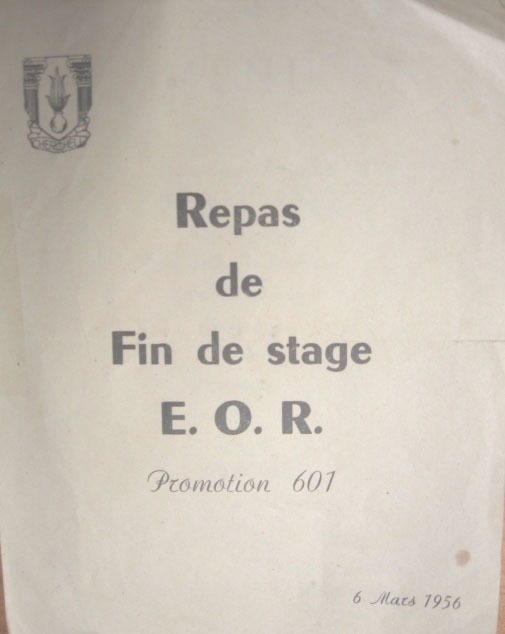 Repas
de
Fin de stage
E. O. R.
Promotion 601
6 Mars 1956